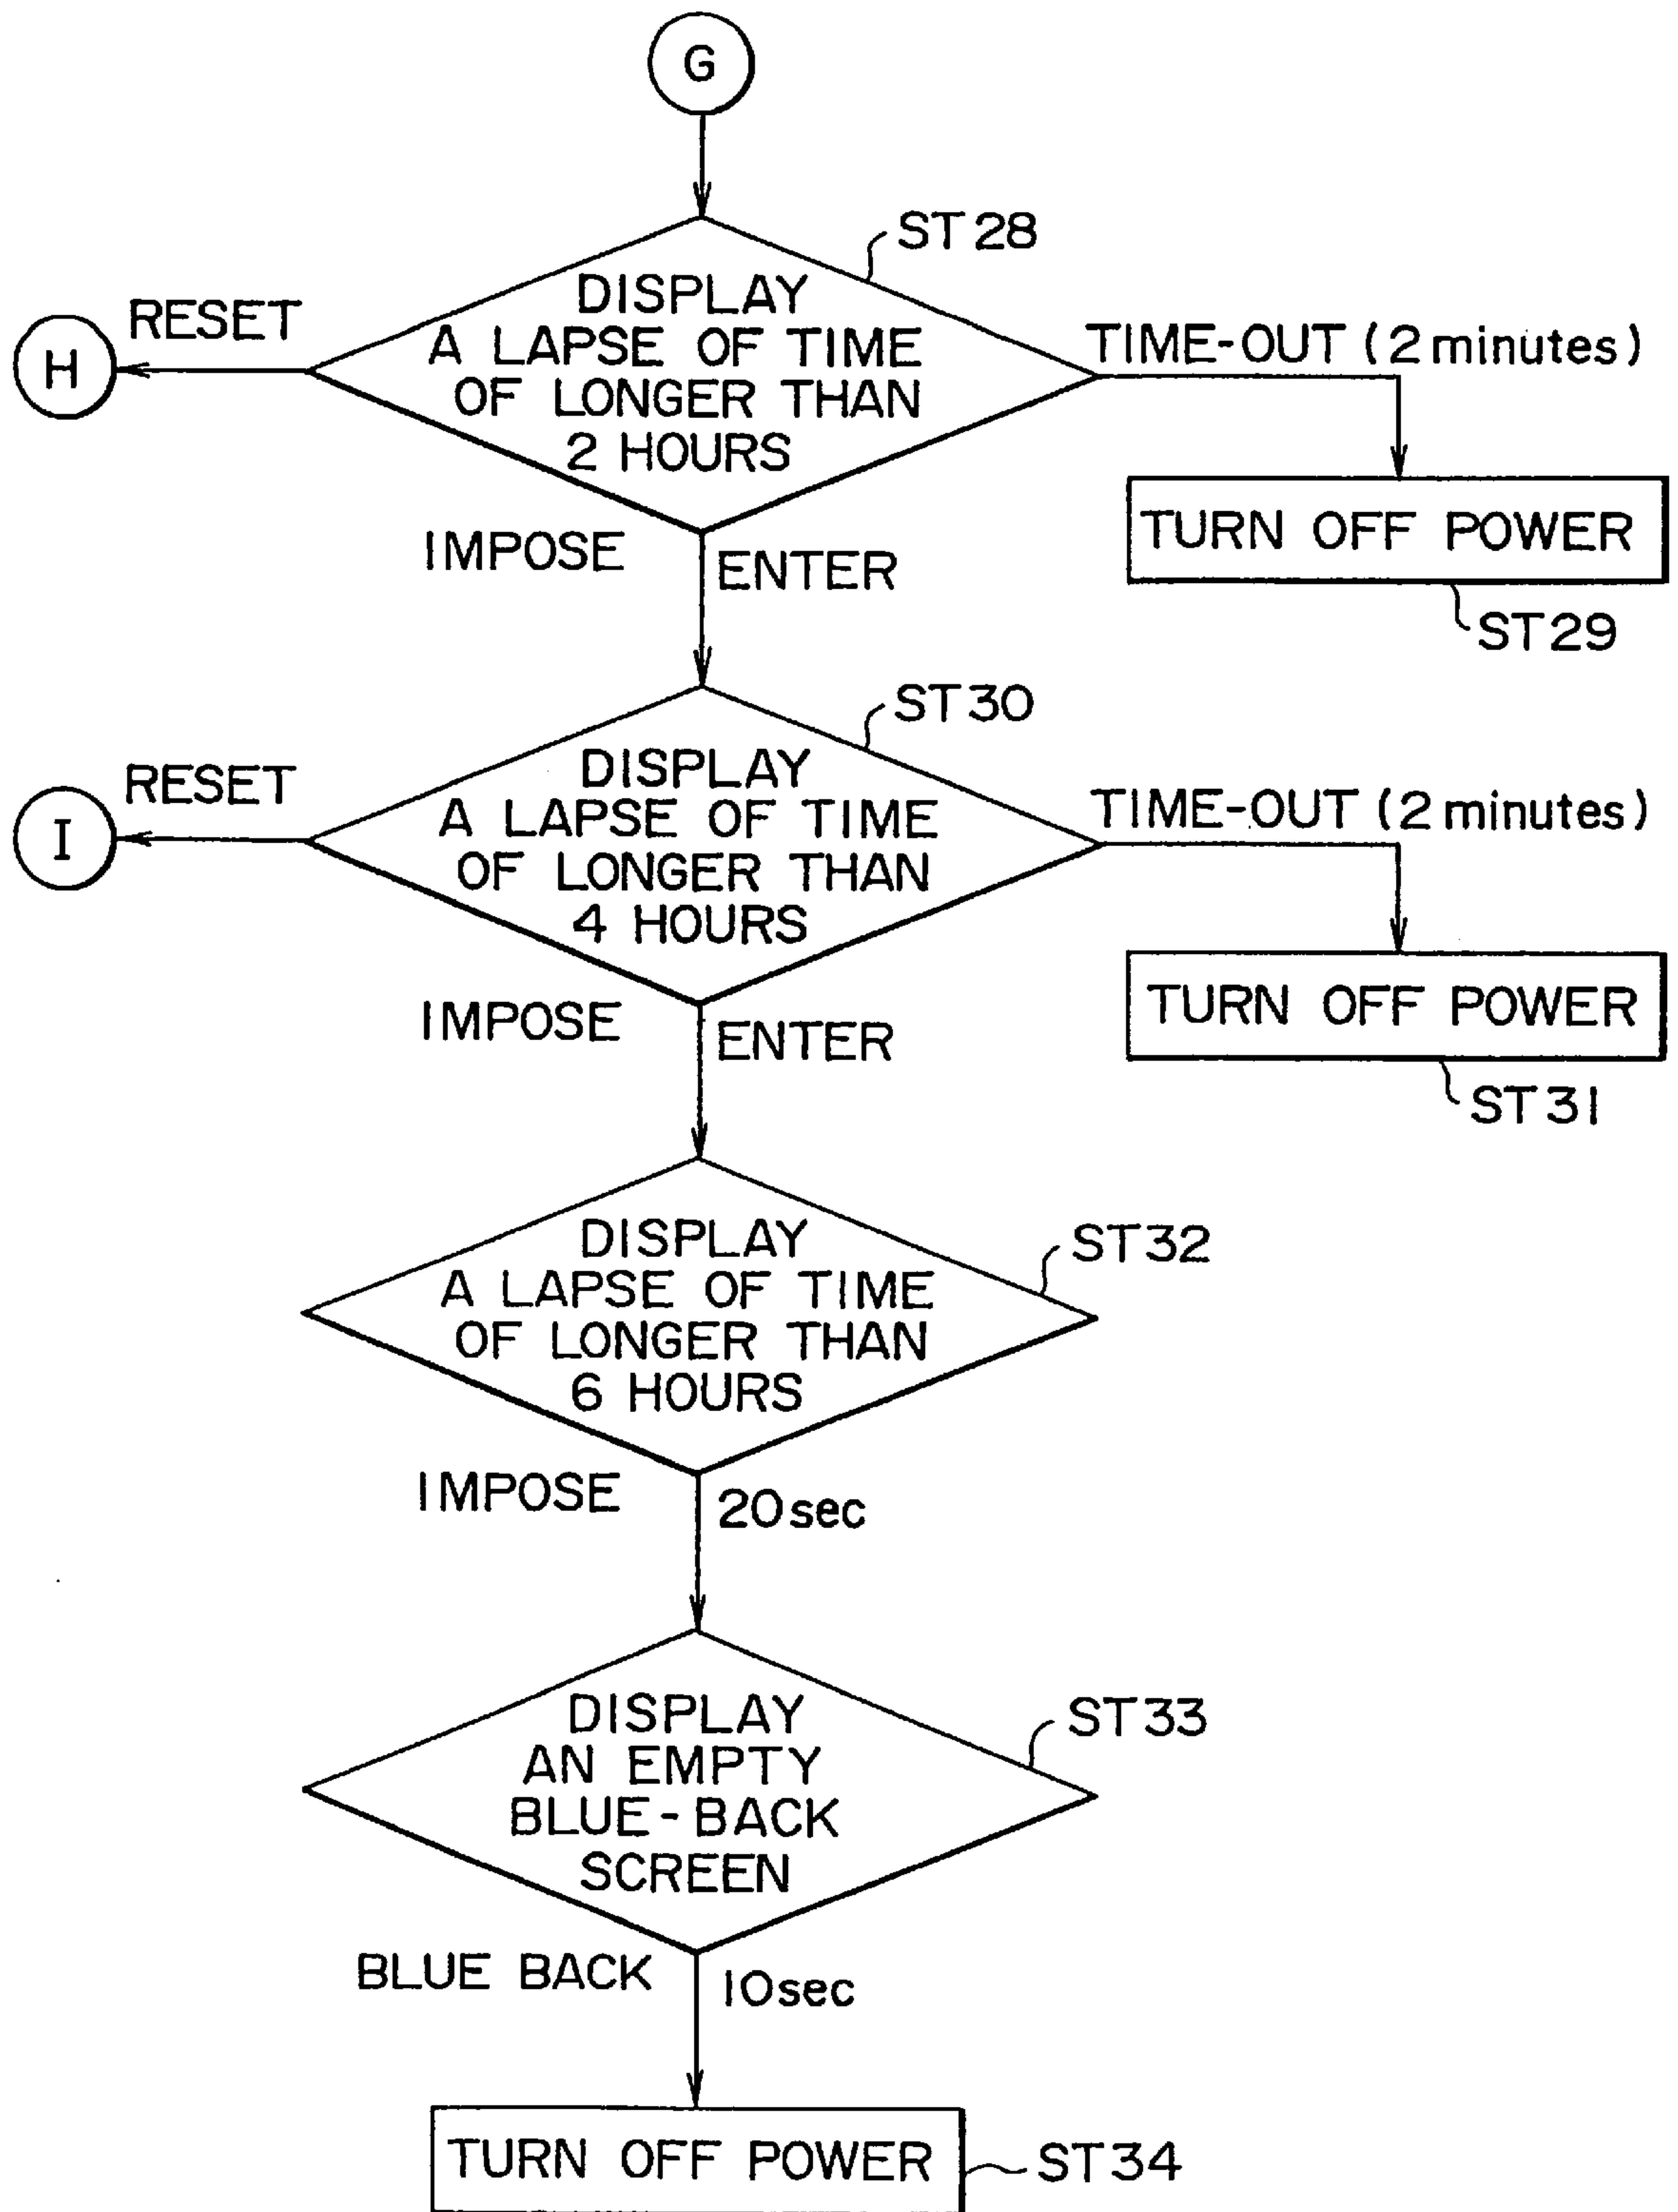 G
ST28
DISPLAY
A LAPSE OF TIME
OF LONGER THAN
2 HOURS
RESET
H
TIME-OUT (2 minutes)
TURN OFF POWER
ST29
IMPOSE
ENTER
ST30
DISPLAY
A LAPSE OF TIME
OF LONGER THAN
4 HOURS
RESET
I
TIME-OUT (2 minutes)
TURN OFF POWER
ST31
IMPOSE
ENTER
ST32
DISPLAY
A LAPSE OF TIME
OF LONGER THAN
6 HOURS
IMPOSE
20sec
ST33
DISPLAY
AN EMPTY
BLUE-BACK
SCREEN
BLUE BACK
10sec
TURN OFF POWER
ST34